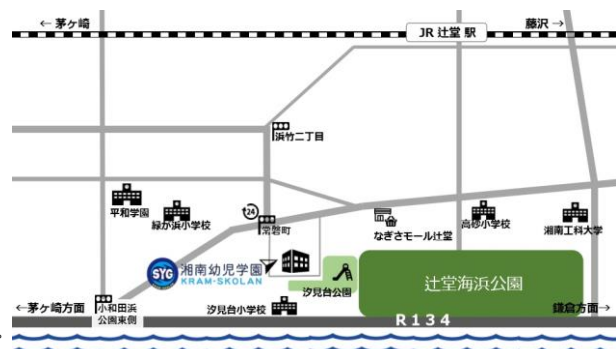 ← 茅ケ崎
JR 辻堂 駅
藤沢 →
浜竹二丁目
平和学園
緑が浜小学校
24
常磐町
なぎさモール辻堂
高砂小学校
湘南工科大学
SYG
湘南幼児学園
KRAM-SKOLAN
汐見台公園
辻堂海浜公園
←茅ケ崎方面
小和田浜
公園東側
汐見台小学校
鎌倉方面→
R134